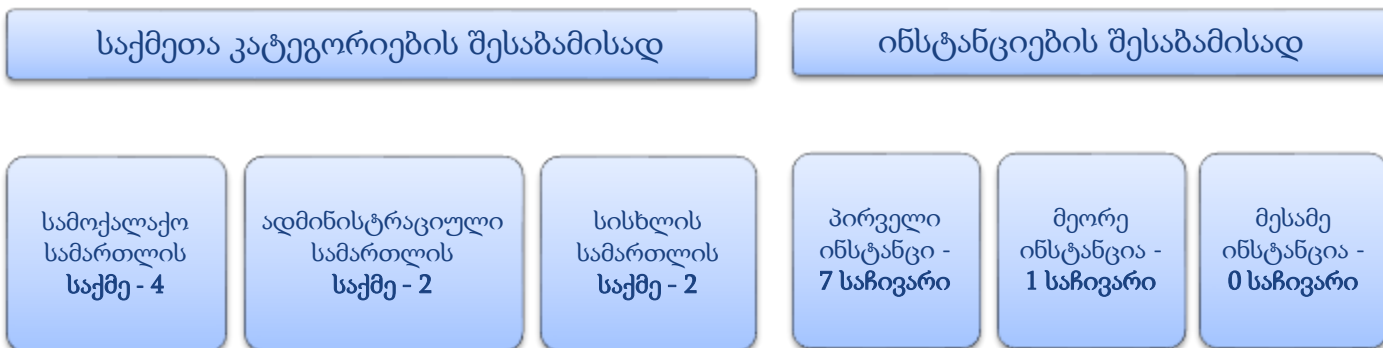 საქმეთა კატეგორიების შესაბამისად
ინსტანციების შესაბამისად
სამოქალაქო
სამართლის
საქმე - 4
ადმინისტრაციული
სამართლის
საქმე - 2
სისხლის
სამართლის
საქმე - 2
პირველი
ინსტანცი -
7 საჩივარი
მეორე
ინსტანცია -
1 საჩივარი
მესამე
ინსტანცია -
0 საჩივარი